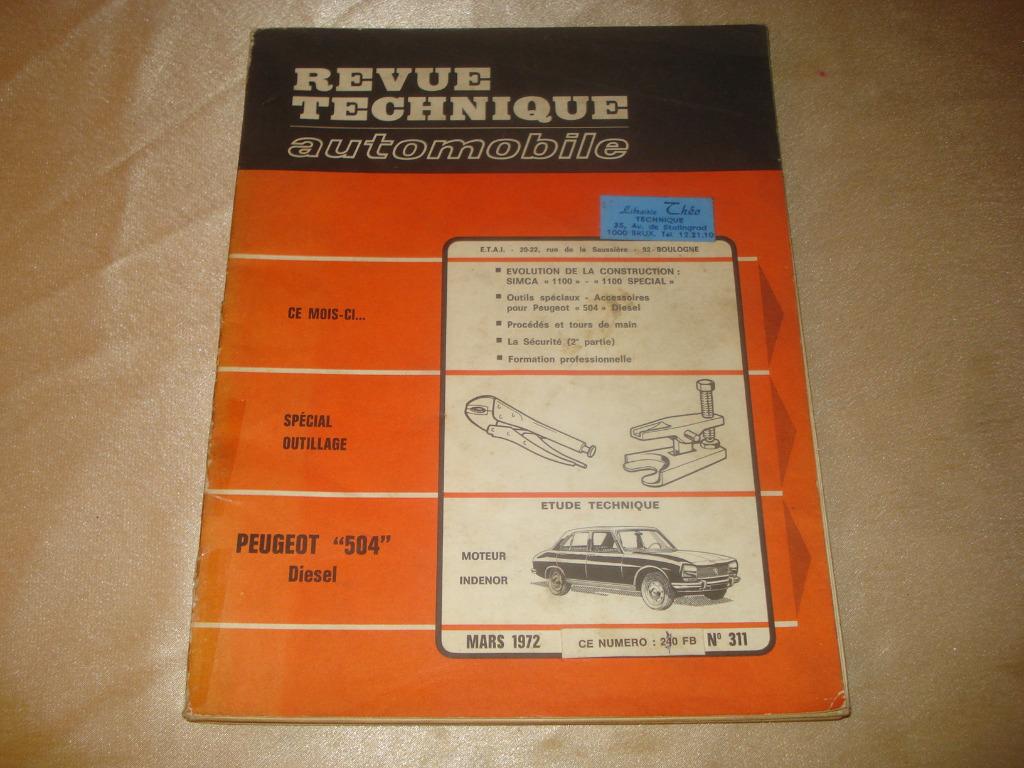 REVUE
TECHNIQUE
automobile
Librairie Théo
TECHNIQUE
35, Av. de Stalingrad
1000 BRUX. Tél. 12.21.10
E.T.A.I. - 20-22, rue de la Saussière - 92 - BOULOGNE
CE MOIS-CI...
■ EVOLUTION DE LA CONSTRUCTION :
SIMCA « 1100 » - « 1100 SPECIAL »
■ Outils spéciaux - Accessoires
pour Peugeot « 504 » Diesel
■ Procédés et tours de main
■ La Sécurité (2e partie)
■ Formation professionnelle
SPÉCIAL
OUTILLAGE
PEUGEOT “504”
Diesel
ETUDE TECHNIQUE
MOTEUR
INDENOR
MARS 1972 CE NUMERO : FB N° 311